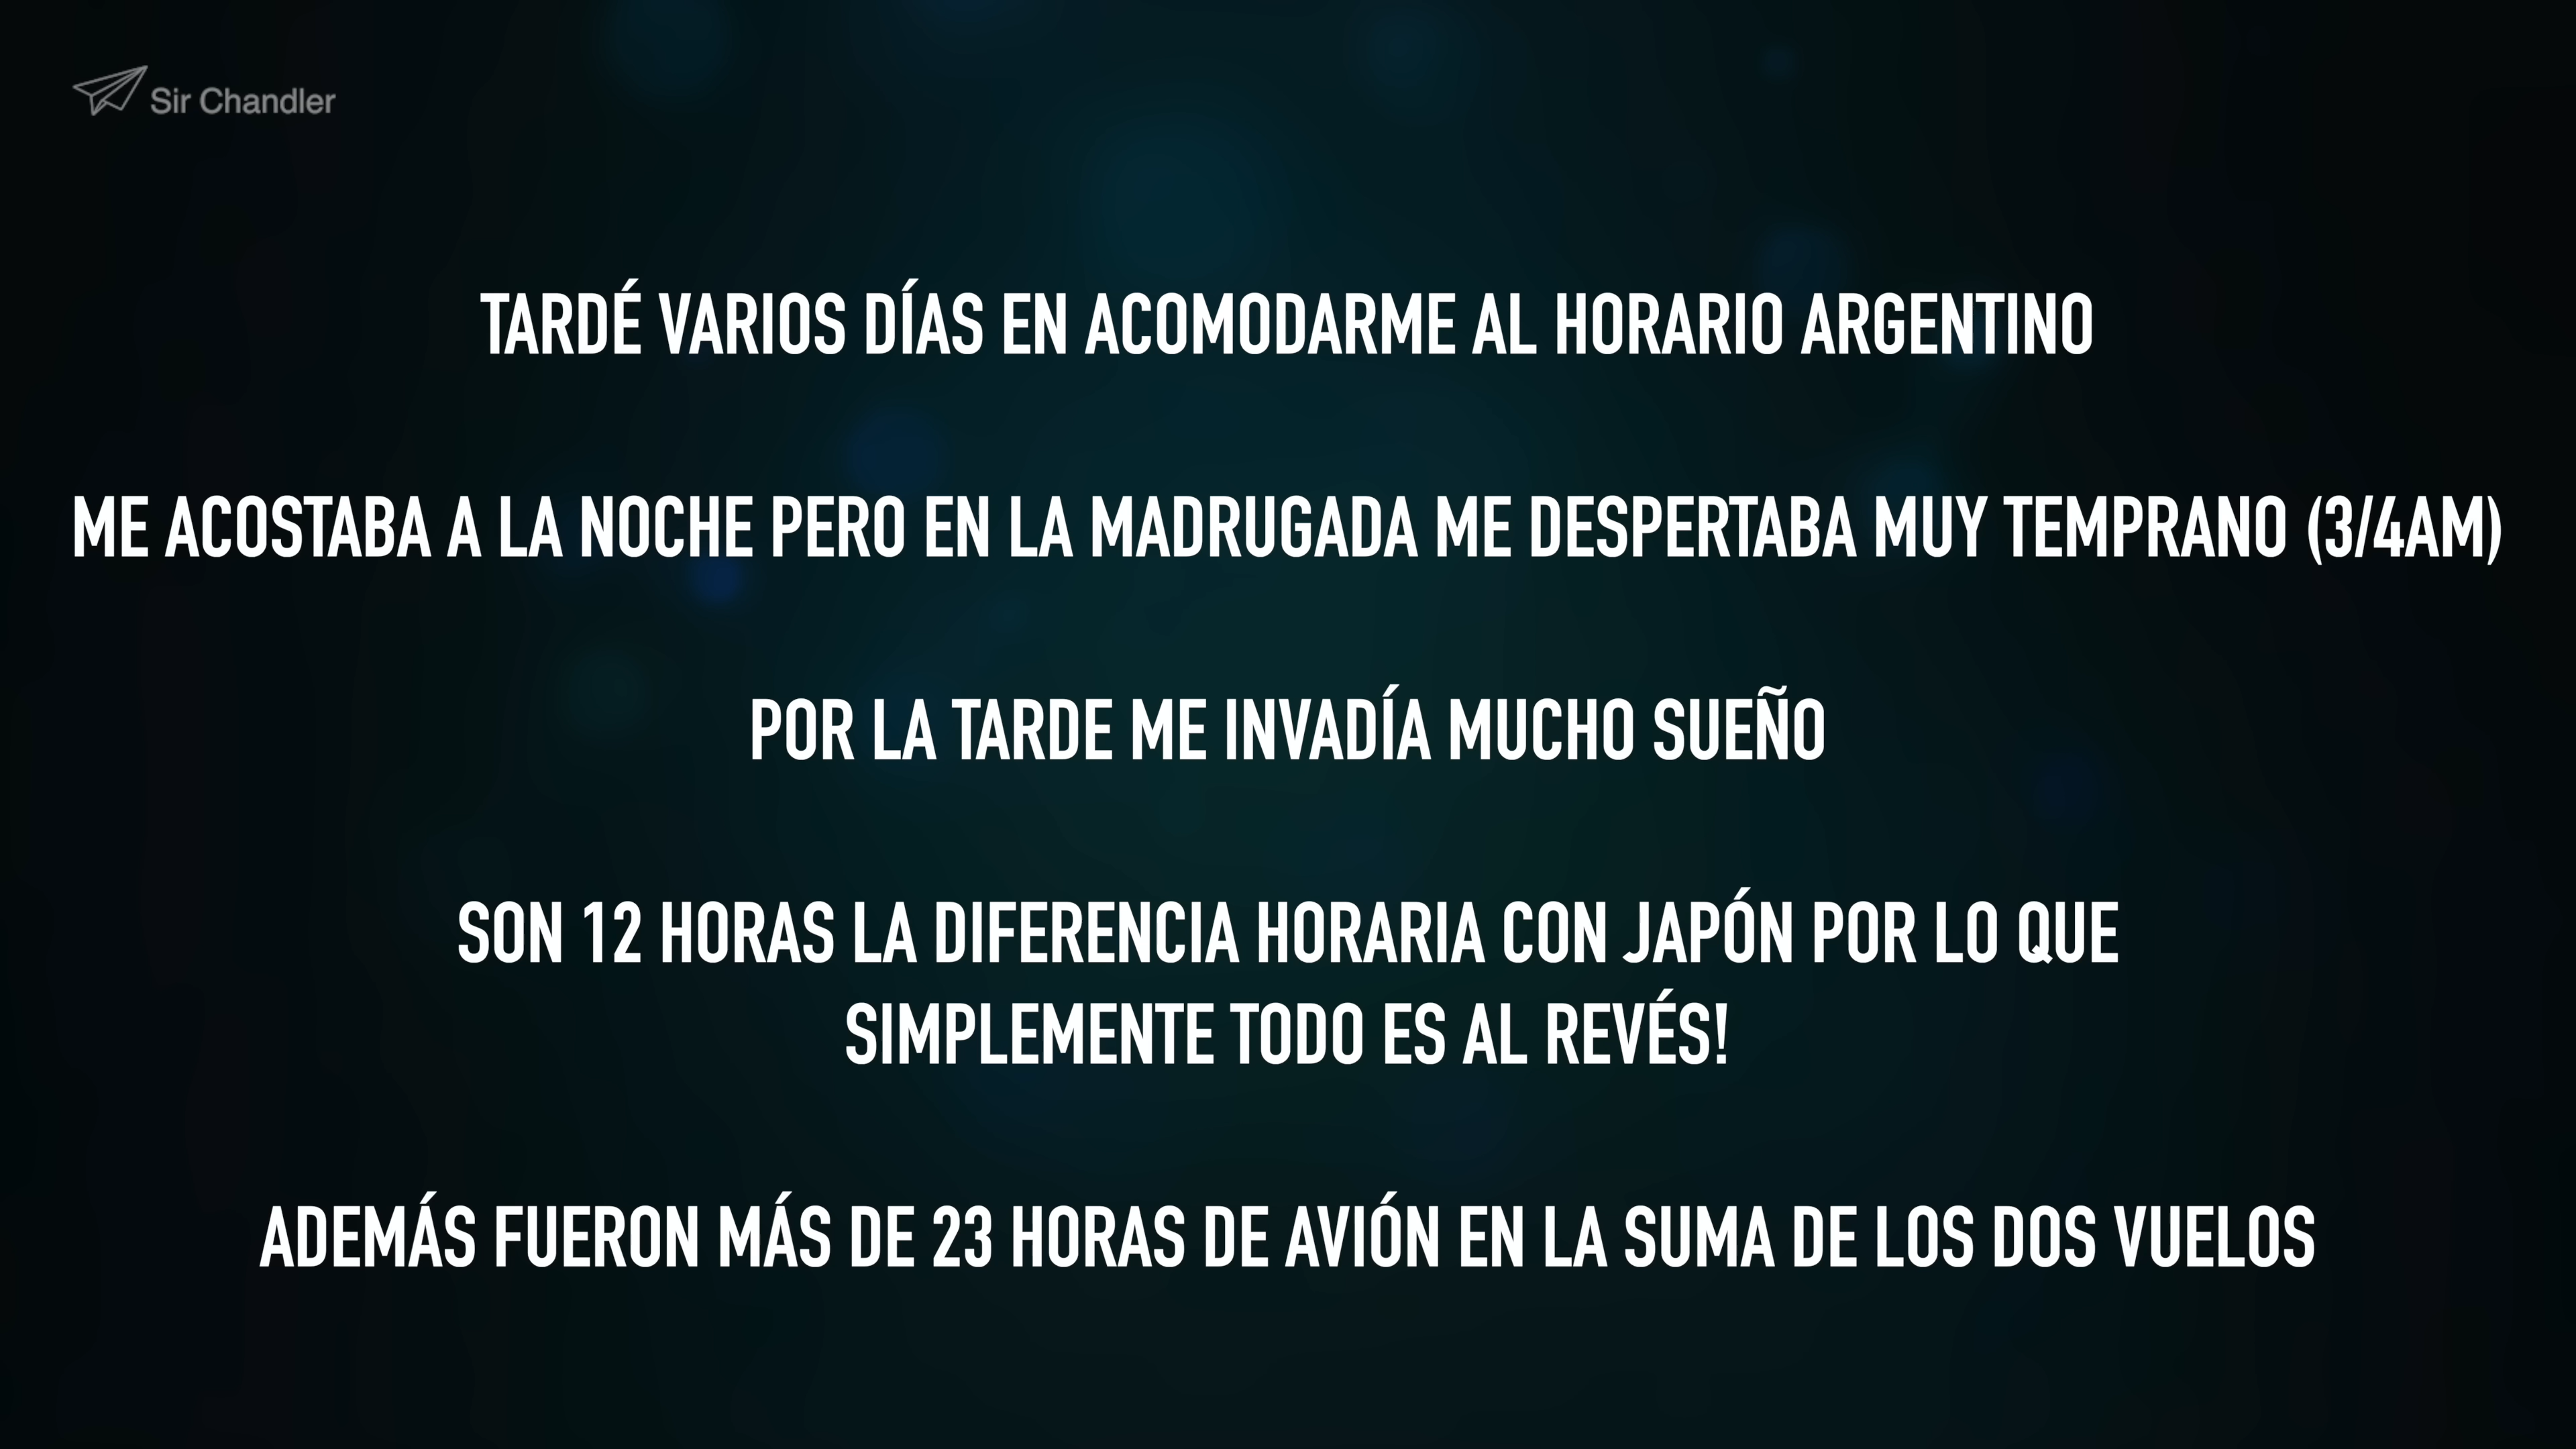 Sir Chandler
TARDÉ VARIOS DÍAS EN ACOMODARME AL HORARIO ARGENTINO
ME ACOSTABA A LA NOCHE PERO EN LA MADRUGADA ME DESPERTABA MUY TEMPRANO (3/4AM)
POR LA TARDE ME INVADÍA MUCHO SUEÑO
SON 12 HORAS LA DIFERENCIA HORARIA CON JAPÓN POR LO QUE
SIMPLEMENTE TODO ES AL REVÉS!
ADEMÁS FUERON MÁS DE 23 HORAS DE AVIÓN EN LA SUMA DE LOS DOS VUELOS